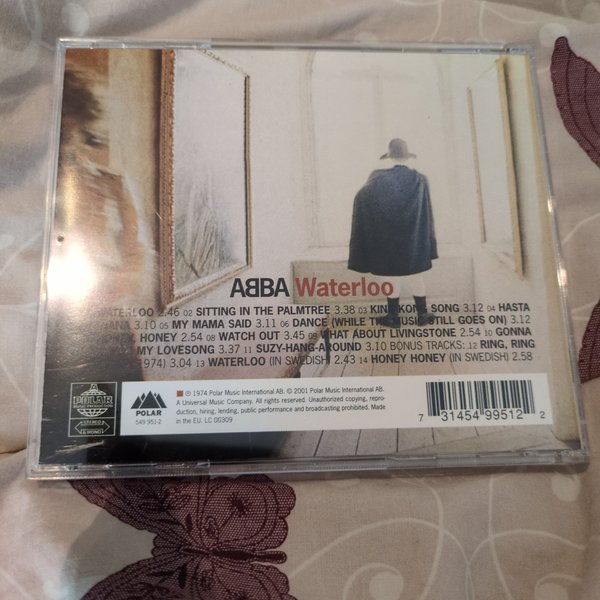 ABBA Waterloo
WATERLOO 2.46 02 SITTING IN THE PALMTREE 3.38 03 KING KONG SONG 3.12 04 HASTA
MAÑANA 3.10 05 MY MAMA SAID 3.11 06 DANCE (WHILE THE MUSIC STILL GOES ON) 3.12
HONEY, HONEY 2.54 08 WATCH OUT 3.45 09 WHAT ABOUT LIVINGSTONE 2.54 10 GONNA
MY LOVESONG 3.37 11 SUZY-HANG-AROUND 3.10 BONUS TRACKS: 12 RING, RING
1974) 3.04 13 WATERLOO (IN SWEDISH) 2.43 14 HONEY HONEY (IN SWEDISH) 2.58
A
POLAR
MUSIC PRODUCTION
STEREO
& MONO
POLAR
549 951-2
℗ 1974 Polar Music International AB. © 2001 Polar Music International AB.
A Universal Music Company. All rights reserved. Unauthorized copying, repro-
duction, hiring, lending, public performance and broadcasting prohibited. Made
in the EU. LC 00309
7 31454 99512 2